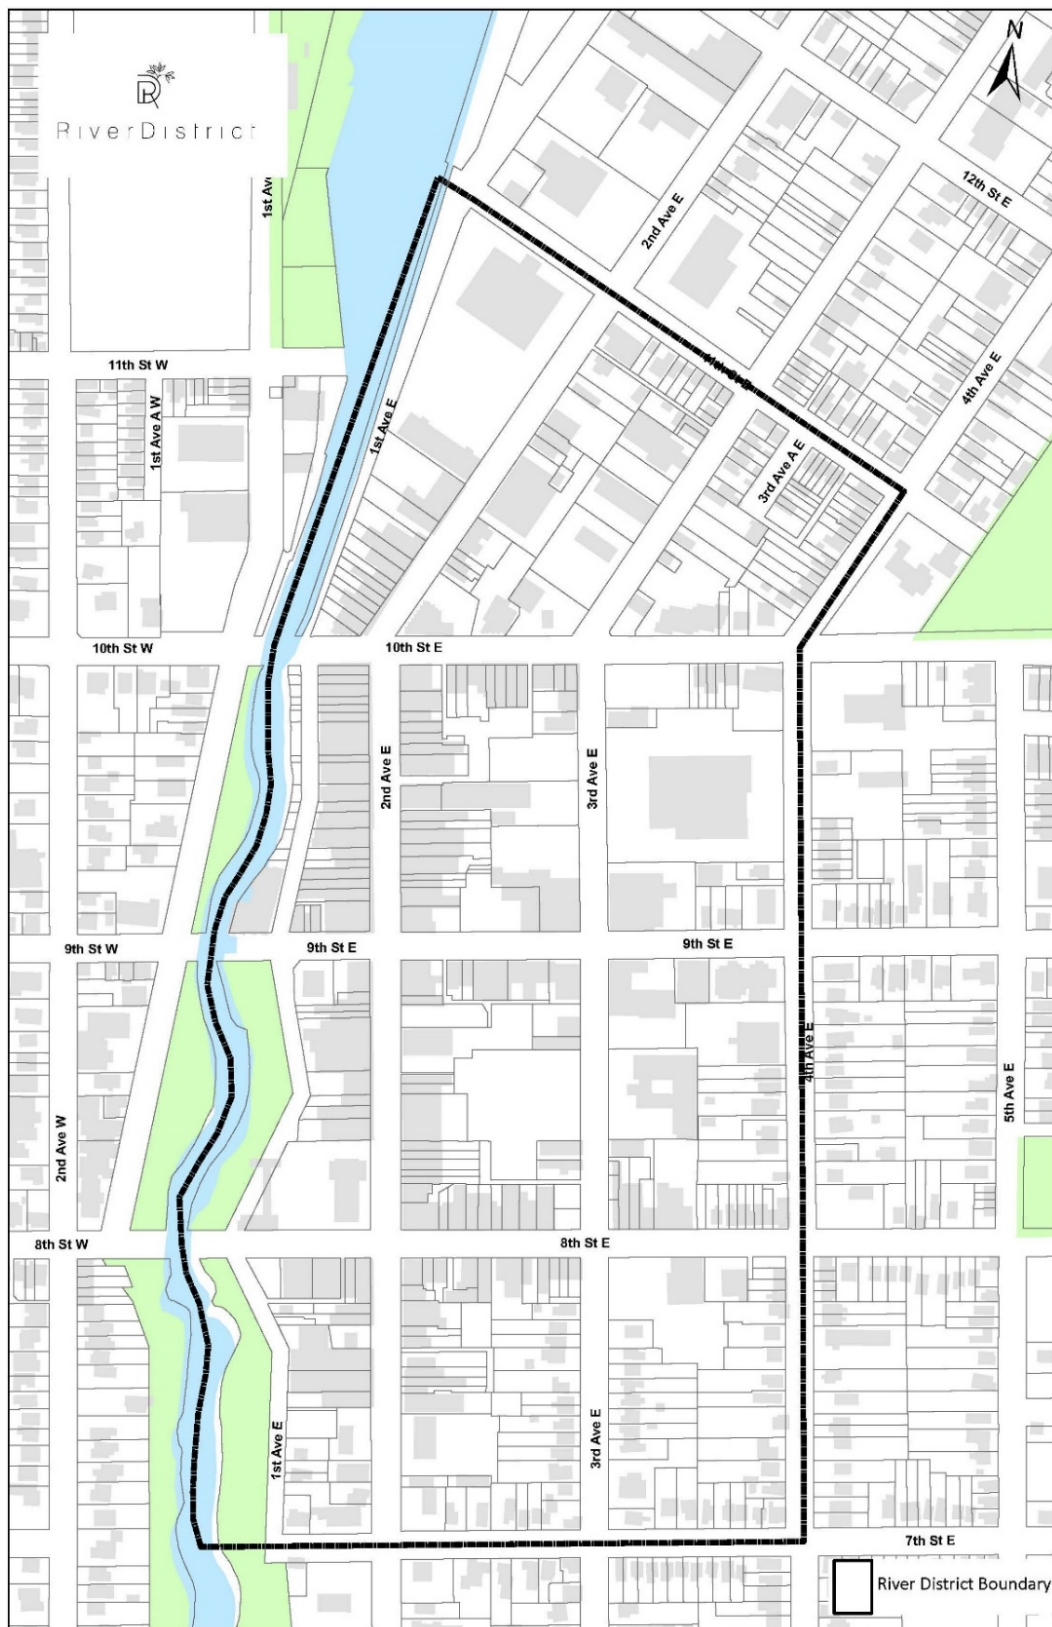 N
RiverDistrict
1st Ave
2nd Ave E
12th St E
11th St W
1st Ave A W
1st Ave E
11th St E
4th Ave E
3rd Ave A E
10th St W
10th St E
2nd Ave E
3rd Ave E
9th St W
9th St E
9th St E
4th Ave E
5th Ave E
2nd Ave W
8th St W
8th St E
1st Ave E
3rd Ave E
7th St E
River District Boundary